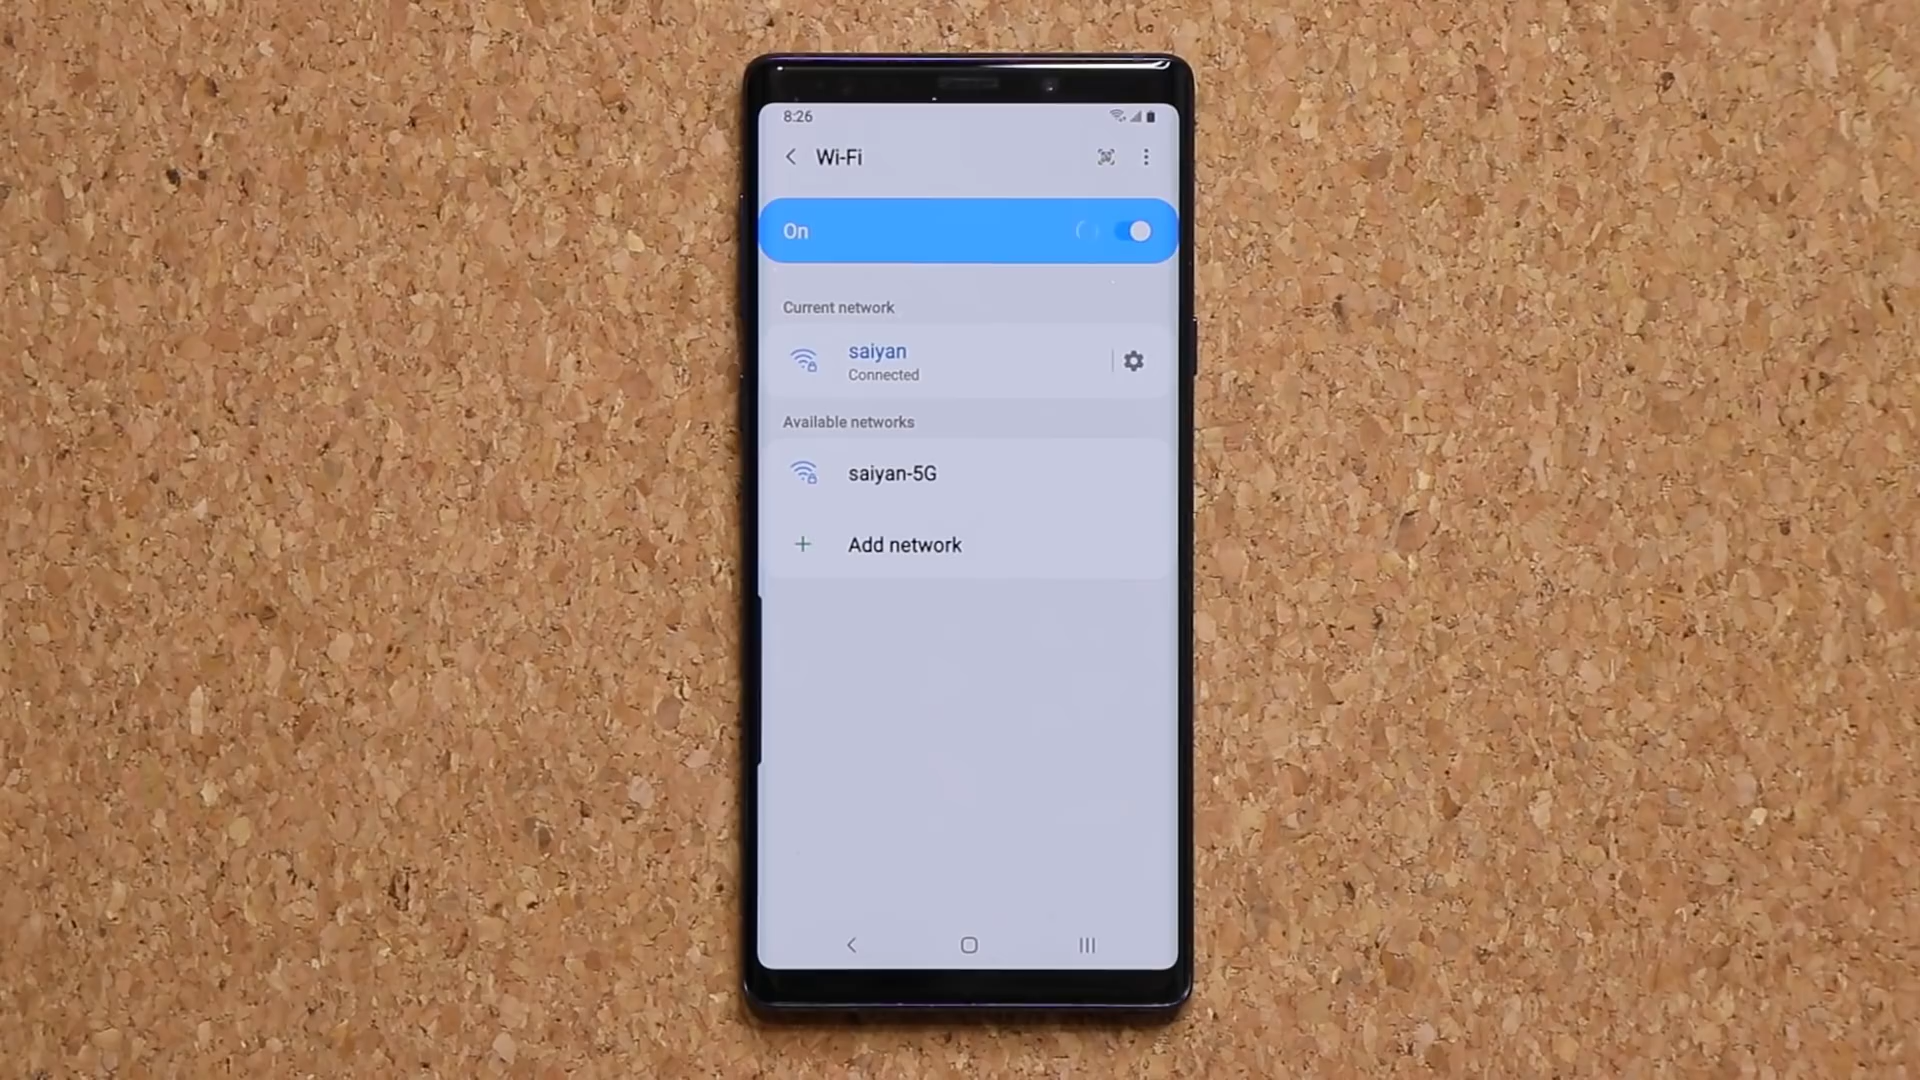 8:26
Wi-Fi
On
Current network
saiyan
Connected
Available networks
saiyan-5G
Add network